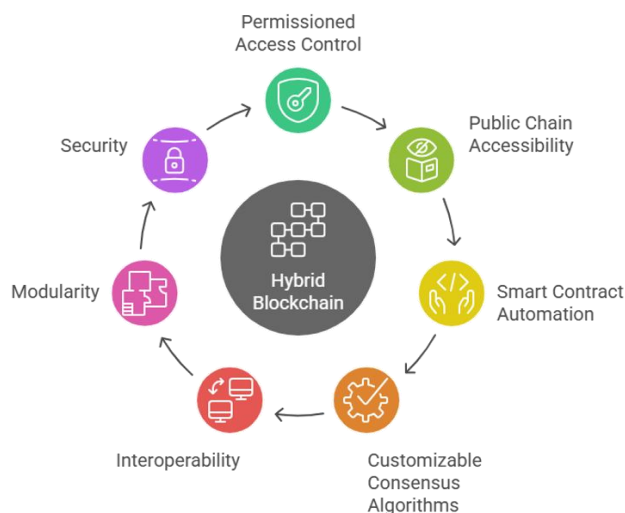 Permissioned
Access Control
Public Chain
Accessibility
Smart Contract
Automation
Customizable
Consensus
Algorithms
Interoperability
Modularity
Security
Hybrid
Blockchain